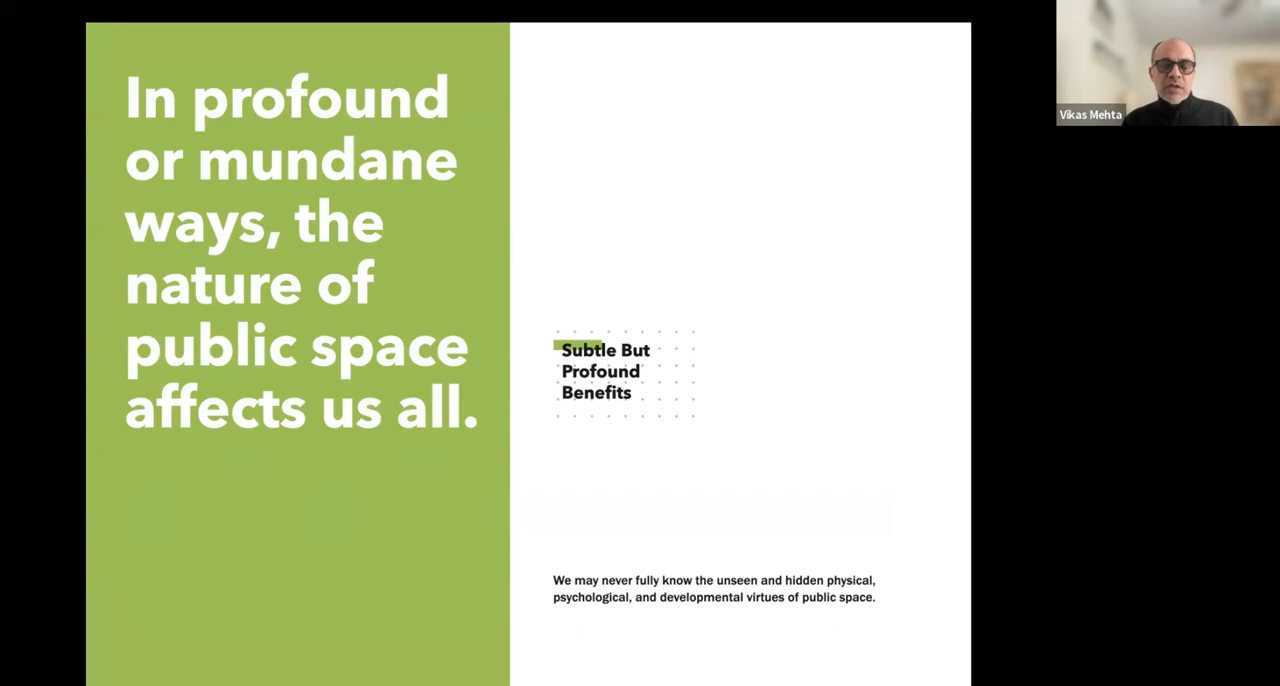 In profound
or mundane
ways, the
nature of
public space
affects us all.
Subtle But
Profound
Benefits
We may never fully know the unseen and hidden physical,
psychological, and developmental virtues of public space.
Vikas Mehta